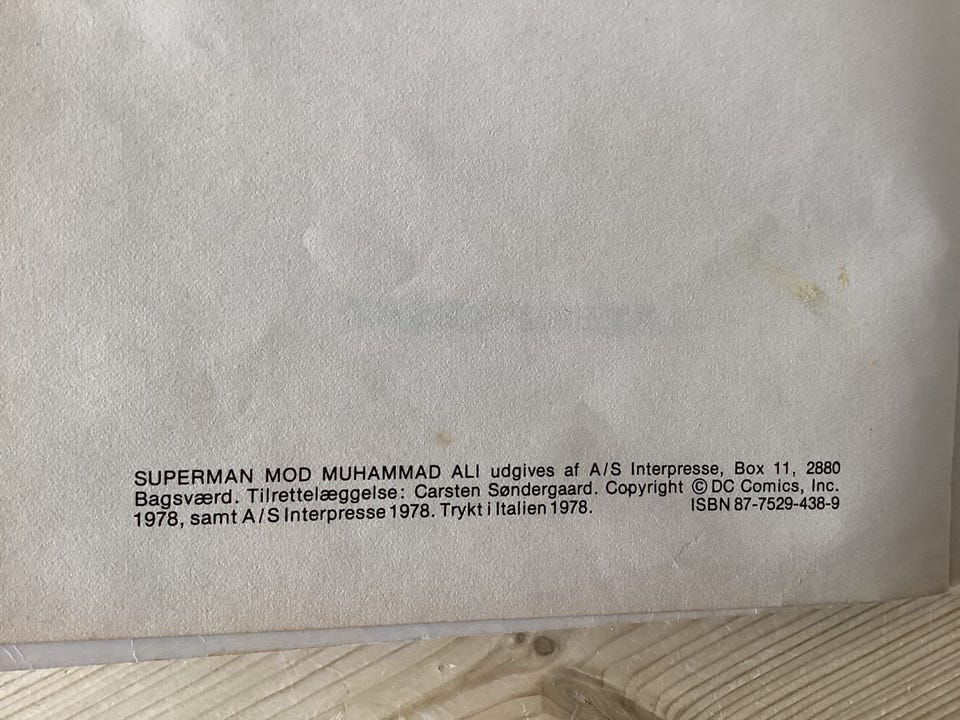 SUPERMAN MOD MUHAMMAD ALI udgives af A/S Interpresse, Box 11, 2880
Bagsværd. Tilrettelæggelse: Carsten Søndergaard. Copyright © DC Comics, Inc.
1978, samt A/S Interpresse 1978. Trykt i Italien 1978. ISBN 87-7529-438-9